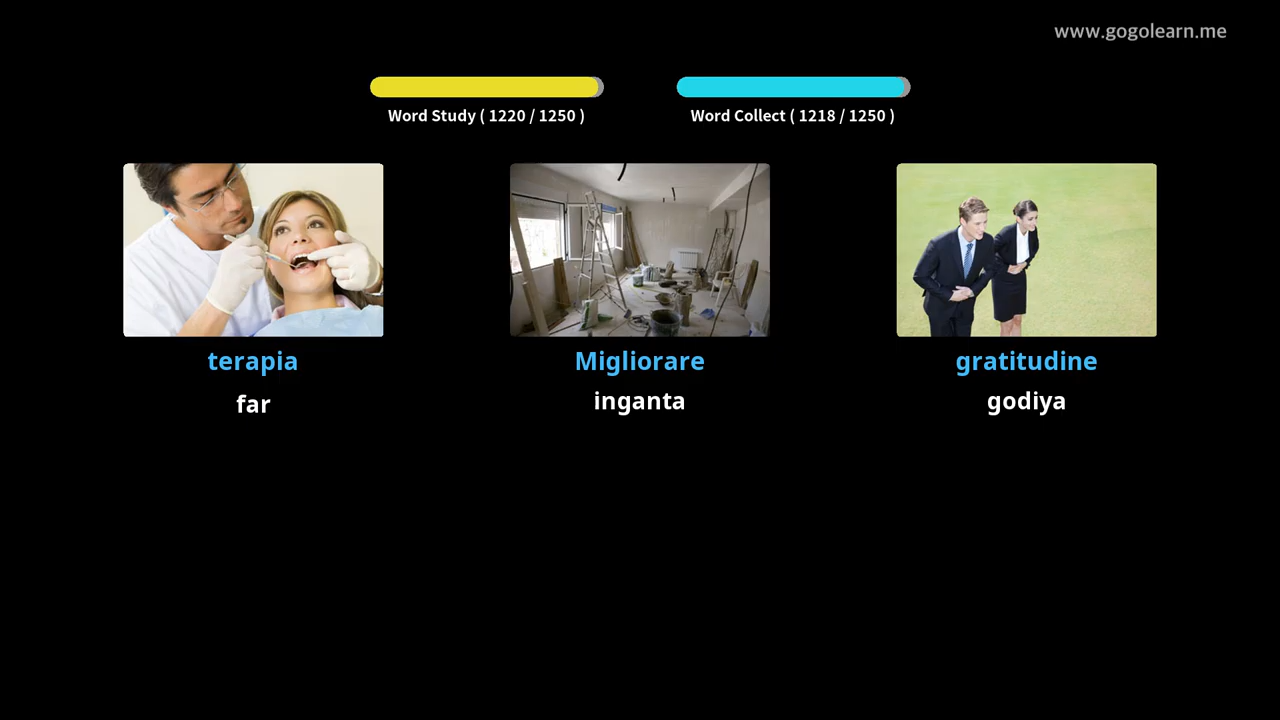 www.gogolearn.me
Word Study ( 1220 / 1250 )
Word Collect ( 1218 / 1250 )
terapia
Migliorare
gratitudine
far
inganta
godiya